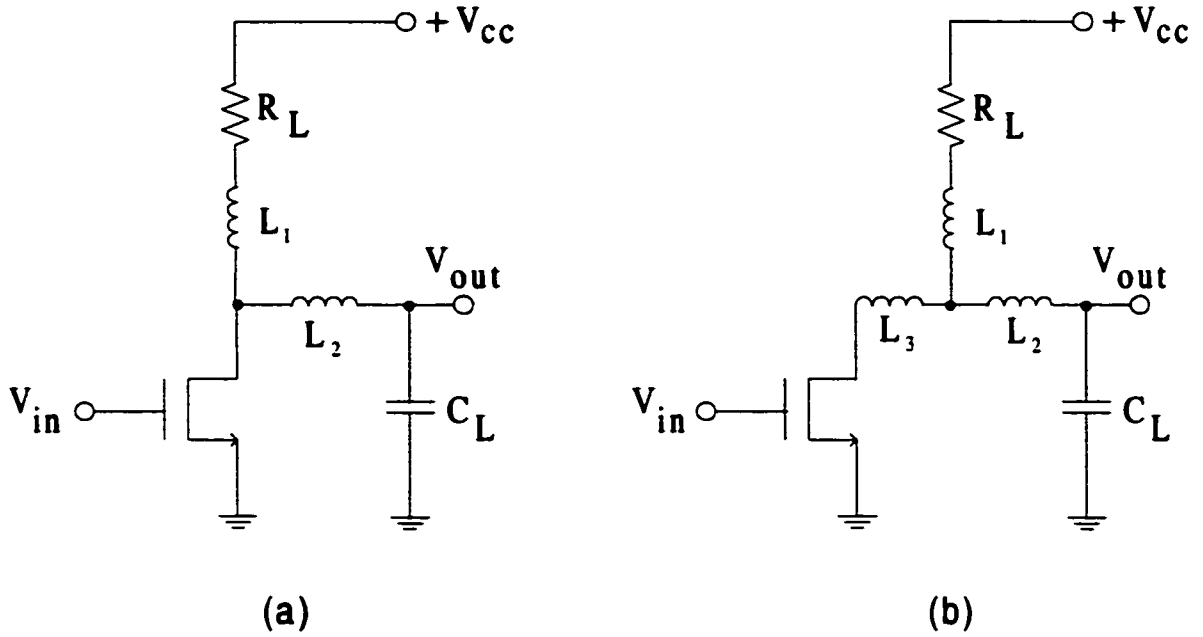 + Vcc
RL
L1
Vout
L2
Vin
CL
(a)
+ Vcc
RL
L1
Vout
L3
L2
Vin
CL
(b)